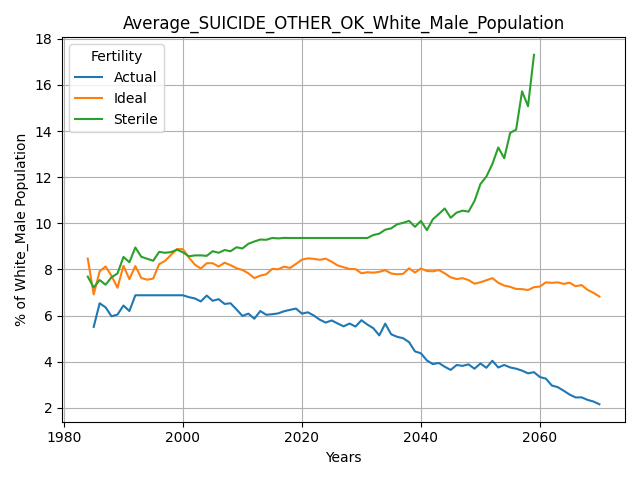 Average_SUICIDE_OTHER_OK_White_Male_Population
% of White_Male Population
18
16
14
12
10
8
6
4
2
Fertility
Actual
Ideal
Sterile
1980 2000 2020 2040 2060
Years